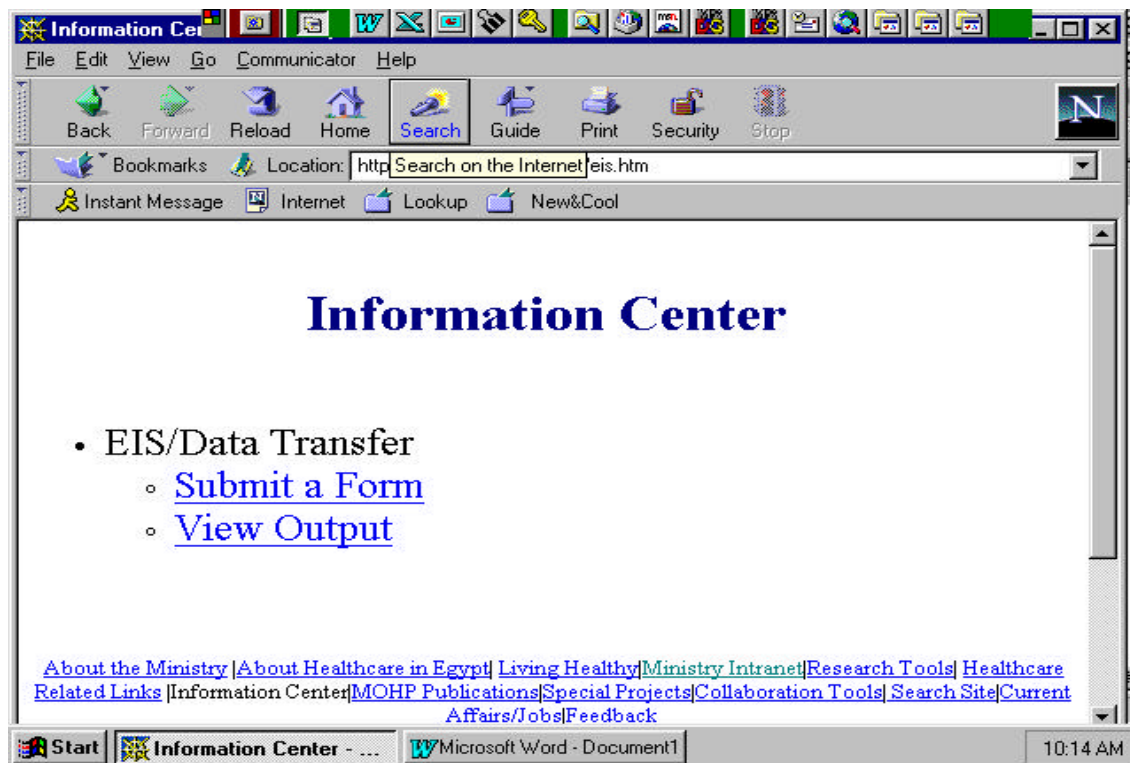 Information Cen
File Edit View Go Communicator Help
Back Forward Reload Home Search Guide Print Security Stop
N
Bookmarks Location: http Search on the Internet eis.htm
Instant Message Internet Lookup New&Cool
Information Center
• EIS/Data Transfer
◦ Submit a Form
◦ View Output
About the Ministry |About Healthcare in Egypt| Living Healthy|Ministry Intranet|Research Tools| Healthcare
Related Links |Information Center|MOHP Publications|Special Projects|Collaboration Tools| Search Site|Current
Affairs/Jobs|Feedback
Start Information Center - ... Microsoft Word - Document1 10:14 AM